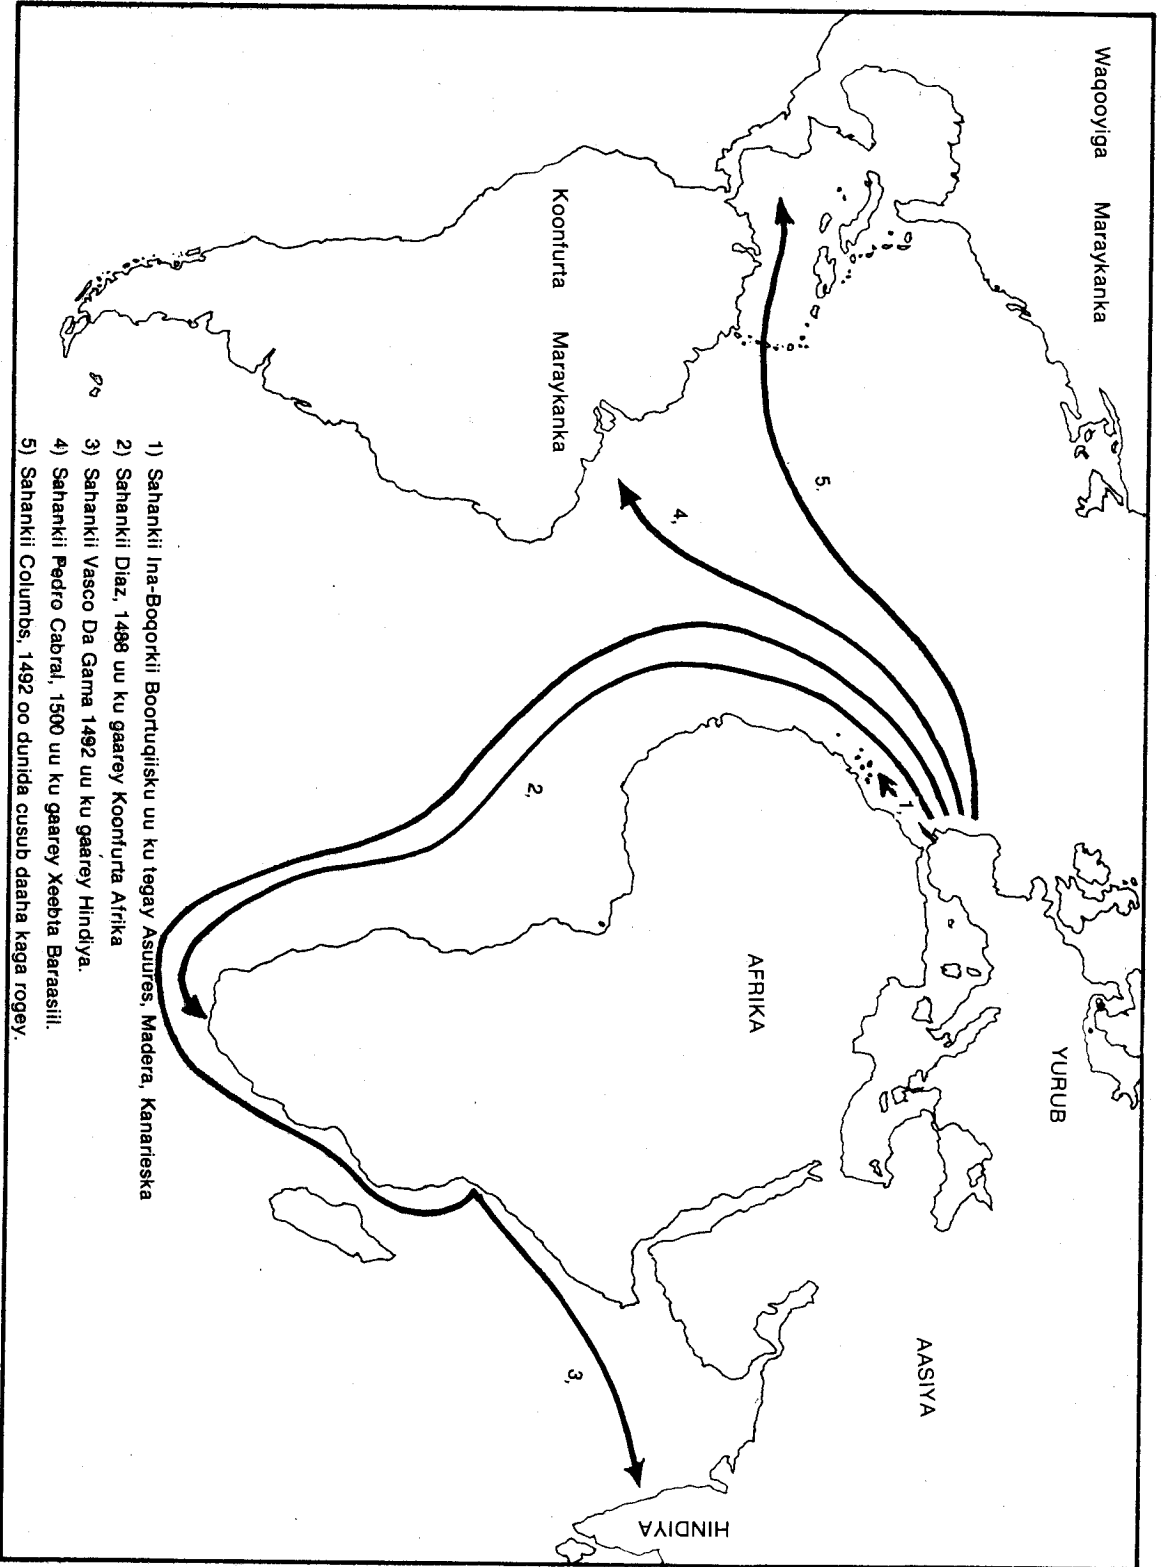 Waqooyiga Maraykanka
YURUB
AASIYA
AFRIKA
HINDIYA
Koonfurta Maraykanka
1,
2,
3,
4,
5.
1) Sahankii Ina-Boqorkii Boortuqiisku uu ku tegay Asuures, Madera, Kanarieska
2) Sahankii Diaz, 1488 uu ku gaarey Koonfurta Afrika
3) Sahankii Vasco Da Gama 1492 uu ku gaarey Hindiya.
4) Sahankii Pedro Cabral, 1500 uu ku gaarey Xeebta Baraasiil.
5) Sahankii Columbs, 1492 oo dunida cusub daaha kaga rogey.